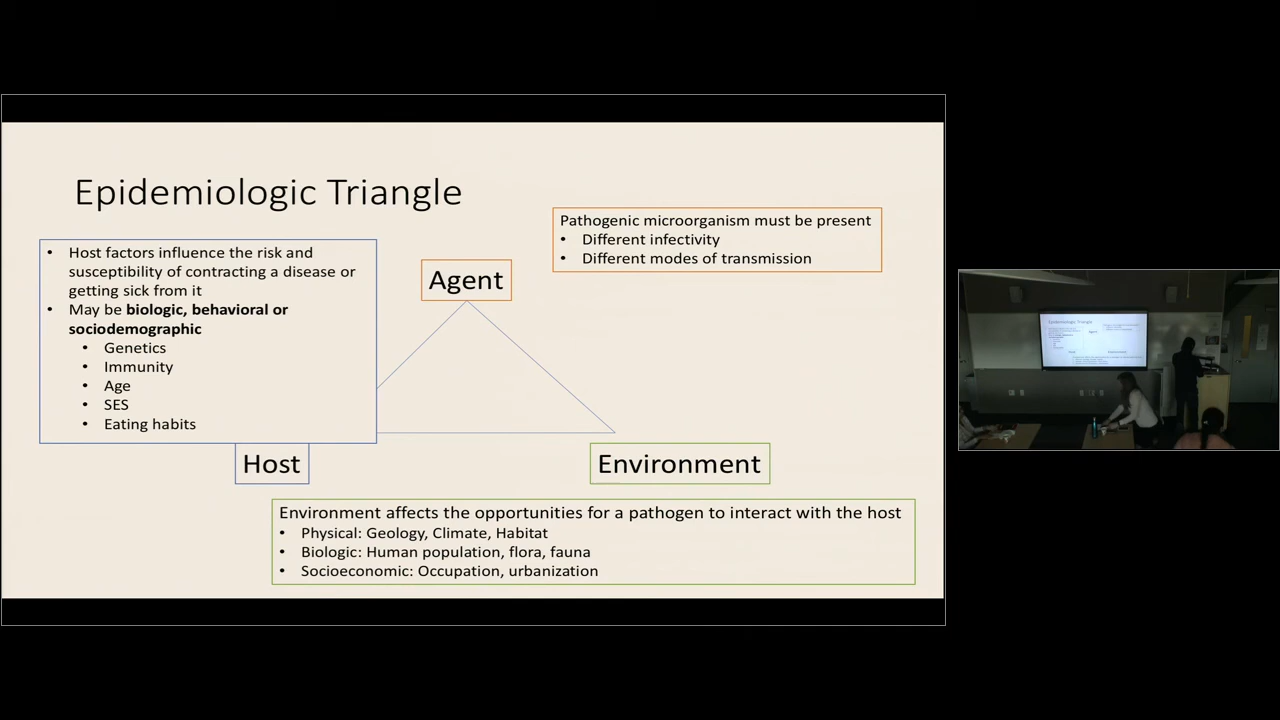 Epidemiologic Triangle
Pathogenic microorganism must be present
• Different infectivity
• Different modes of transmission
• Host factors influence the risk and
susceptibility of contracting a disease or
getting sick from it
• May be biologic, behavioral or
sociodemographic
• Genetics
• Immunity
• Age
• SES
• Eating habits
Agent
Host
Environment
Environment affects the opportunities for a pathogen to interact with the host
• Physical: Geology, Climate, Habitat
• Biologic: Human population, flora, fauna
• Socioeconomic: Occupation, urbanization
Epidemiologic Triangle